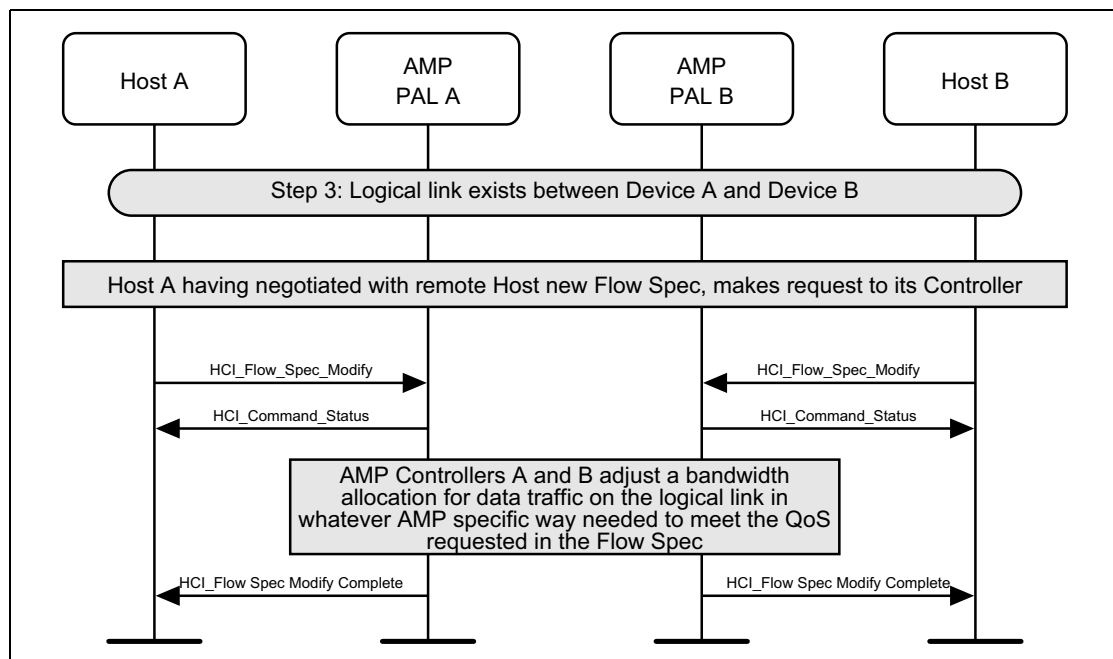 Host A
AMP
PAL A
AMP
PAL B
Host B
Step 3: Logical link exists between Device A and Device B
Host A having negotiated with remote Host new Flow Spec, makes request to its Controller
HCI_Flow_Spec_Modify
HCI_Flow_Spec_Modify
HCI_Command_Status
HCI_Command_Status
AMP Controllers A and B adjust a bandwidth
allocation for data traffic on the logical link in
whatever AMP specific way needed to meet the QoS
requested in the Flow Spec
HCI_Flow Spec Modify Complete
HCI_Flow Spec Modify Complete